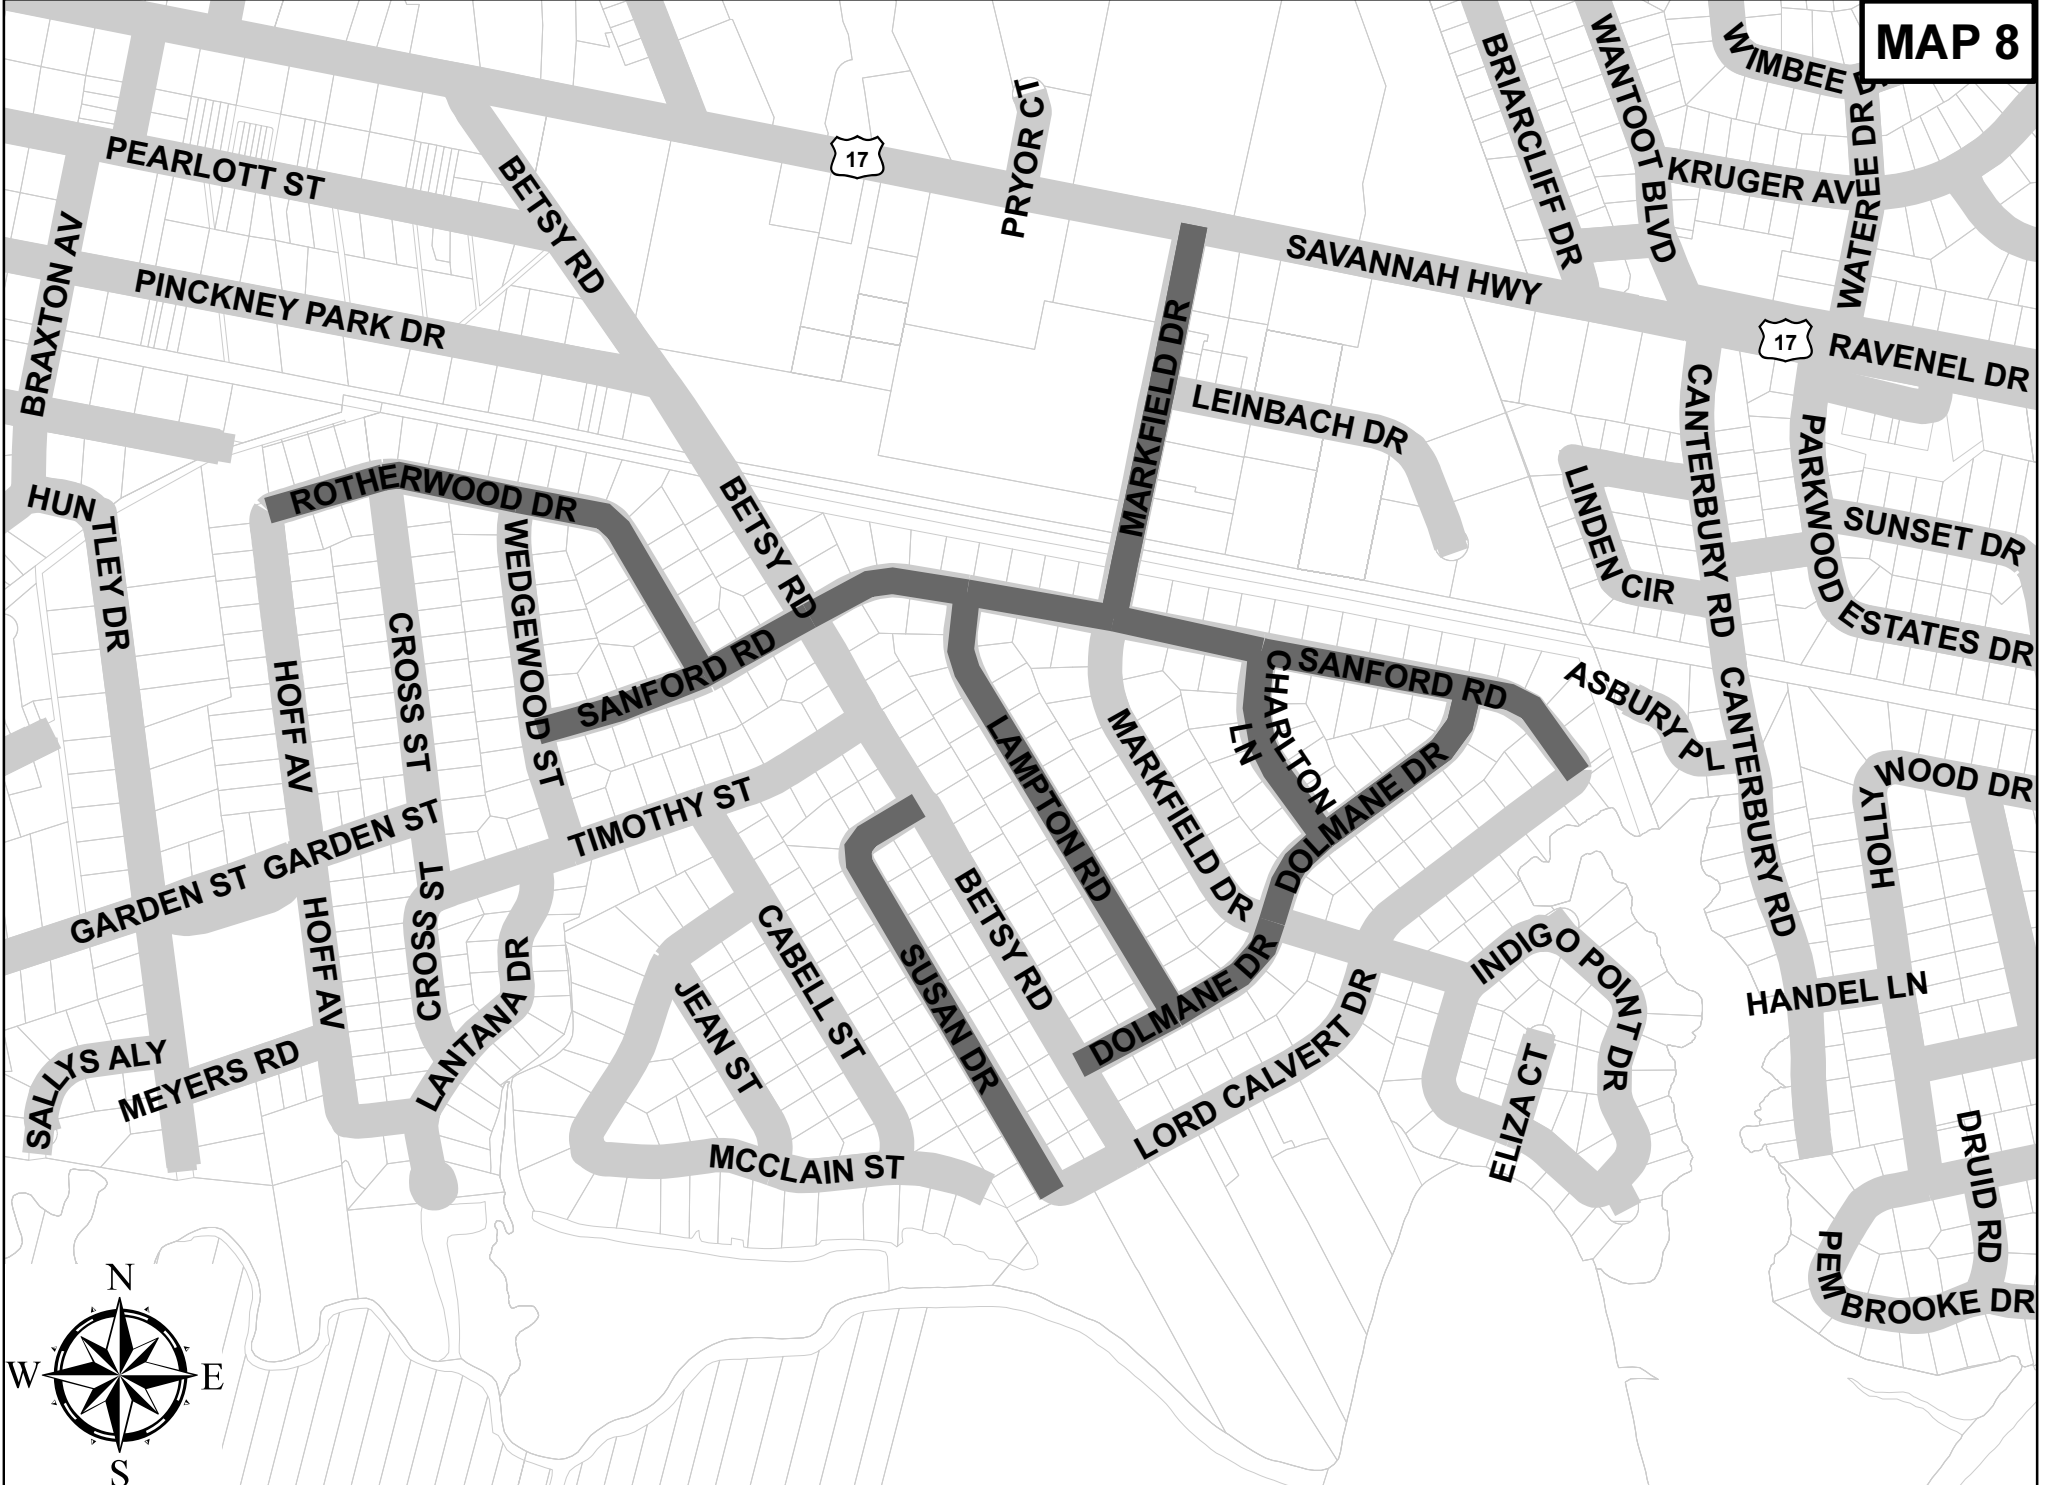 MAP 8
WIMBEE
BRIARCLIFF DR
WANTOOT BLVD
WATEREE DR
KRUGER AV
PRYOR CT
17
PEARLOTT ST
BETSY RD
BRAXTON AV
PINCKNEY PARK DR
SAVANNAH HWY
17
RAVENEL DR
MARKFIELD DR
LEINBACH DR
CANTERBURY RD
PARKWOOD
ESTATES DR
SUNSET DR
LINDEN CIR
HUNTLEY DR
ROTHERWOOD DR
BETSY RD
WEDGEWOOD ST
CROSS ST
HOFF AV
SANFORD RD
SANFORD RD
CHARLTON
LN
ASBURY PL
CANTERBURY RD
LAMPTON RD
MARKFIELD DR
DOLMANE DR
HOLLY
WOOD DR
TIMOTHY ST
GARDEN ST
GARDEN ST
HOFF AV
CROSS ST
LANTANA DR
CABELL ST
JEAN ST
SUSAN DR
BETSY RD
DOLMANE DR
INDIGO POINT DR
HANDEL LN
LORD CALVERT DR
ELIZA CT
SALLYS ALY
MEYERS RD
MCCLAIN ST
DRUID RD
PEMBROOKE DR
N
W
E
S